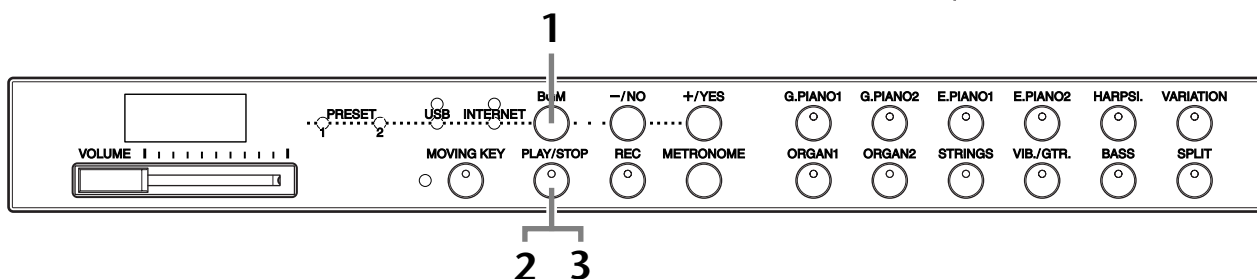 1
BGM −/NO +/YES G.PIANO1 G.PIANO2 E.PIANO1 E.PIANO2 HARPSI. VARIATION
PRESET USB INTERNET
1 2
VOLUME MOVING KEY PLAY/STOP REC METRONOME ORGAN1 ORGAN2 STRINGS VIB./GTR. BASS SPLIT
2 3